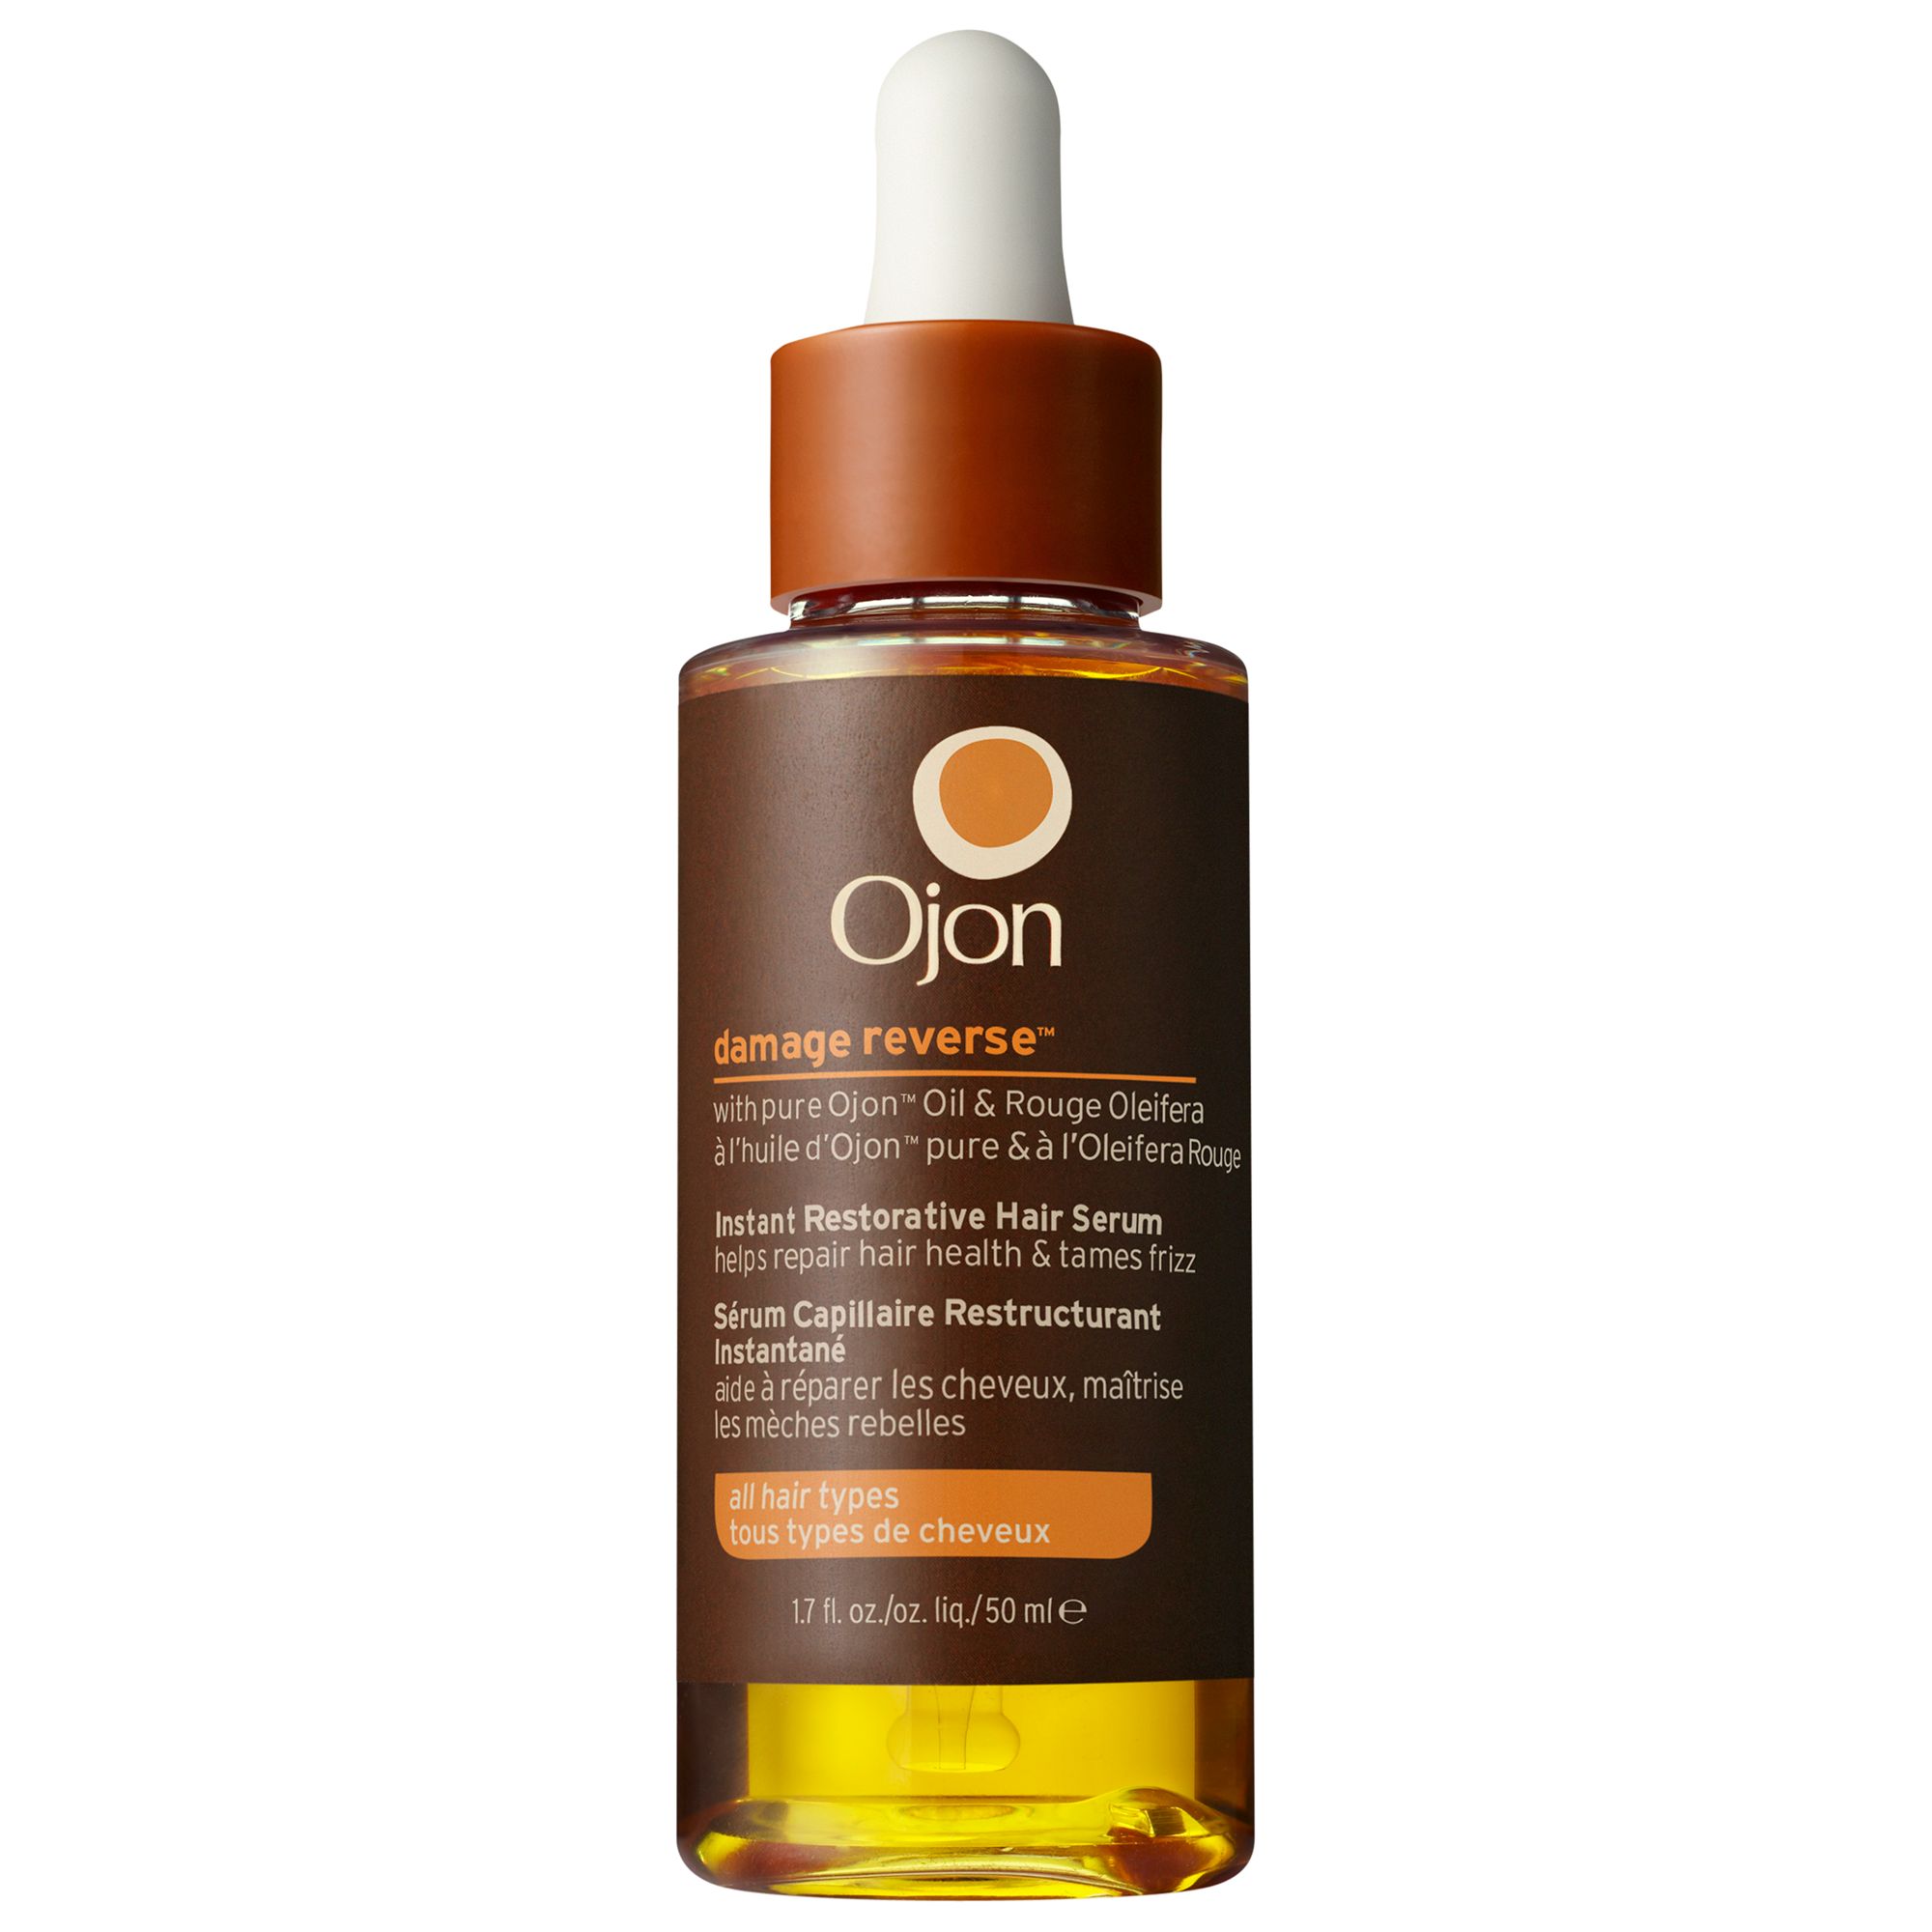 Ojon
damage reverse™
with pure Ojon™ Oil & Rouge Oleifera
à l'huile d'Ojon™ pure & à l'Oleifera Rouge
Instant Restorative Hair Serum
helps repair hair health & tames frizz
Sérum Capillaire Restructurant
Instantané
aide à réparer les cheveux, maîtrise
les mèches rebelles
all hair types
tous types de cheveux
1.7 fl. oz./oz. liq./50 ml ℮